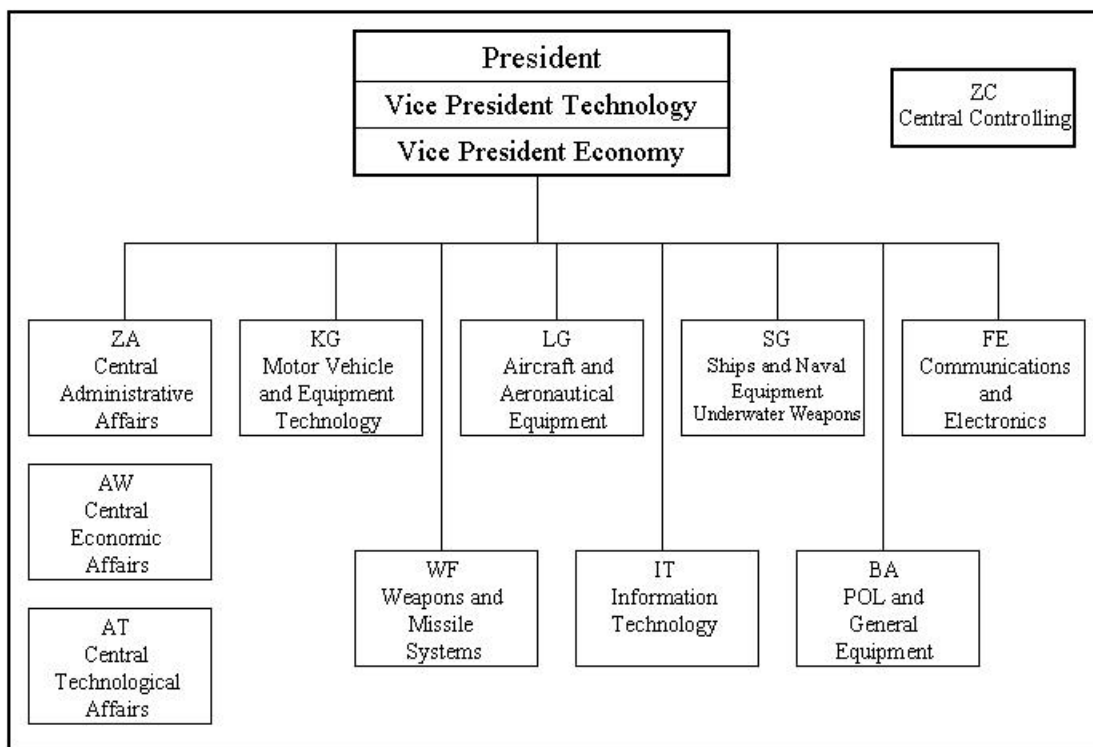 President
Vice President Technology
Vice President Economy
ZC
Central Controlling
ZA
Central
Administrative
Affairs
KG
Motor Vehicle
and Equipment
Technology
LG
Aircraft and
Aeronautical
Equipment
SG
Ships and Naval
Equipment
Underwater Weapons
FE
Communications
and
Electronics
AW
Central
Economic
Affairs
WF
Weapons and
Missile
Systems
IT
Information
Technology
BA
POL and
General
Equipment
AT
Central
Technological
Affairs